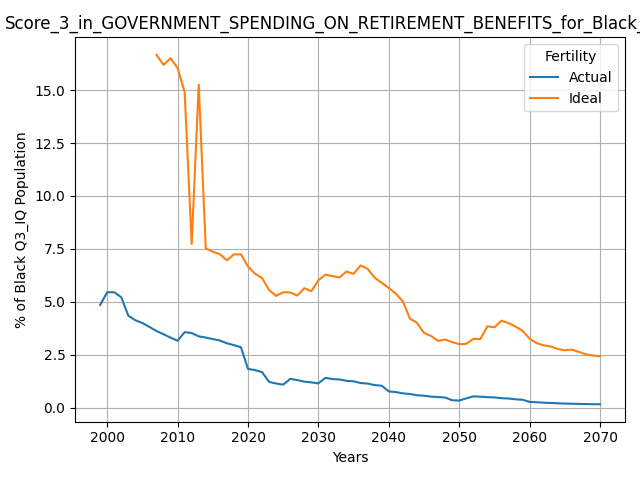 Score_3_in_GOVERNMENT_SPENDING_ON_RETIREMENT_BENEFITS_for_Black_
Fertility
Actual
Ideal
% of Black Q3_IQ Population
15.0
12.5
10.0
7.5
5.0
2.5
0.0
2000 2010 2020 2030 2040 2050 2060 2070
Years